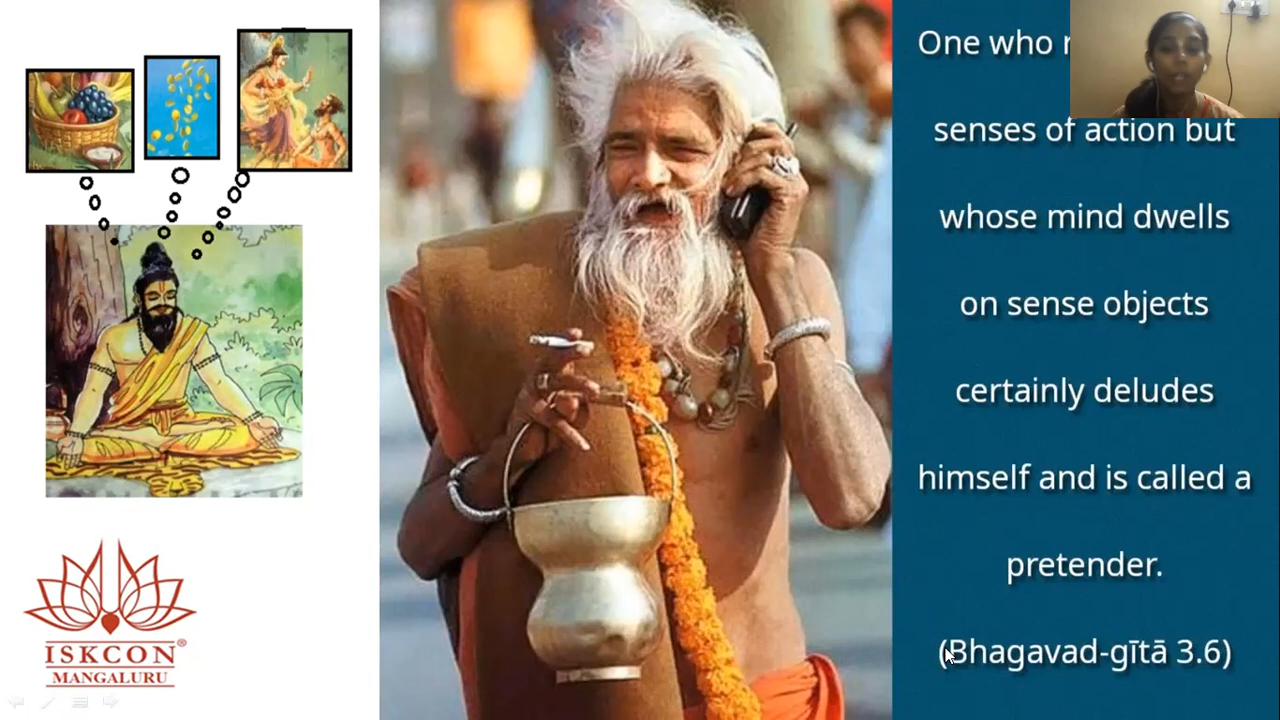 ISKCON®
MANGALURU
One who
senses of action but
whose mind dwells
on sense objects
certainly deludes
himself and is called a
pretender.
(Bhagavad-gītā 3.6)